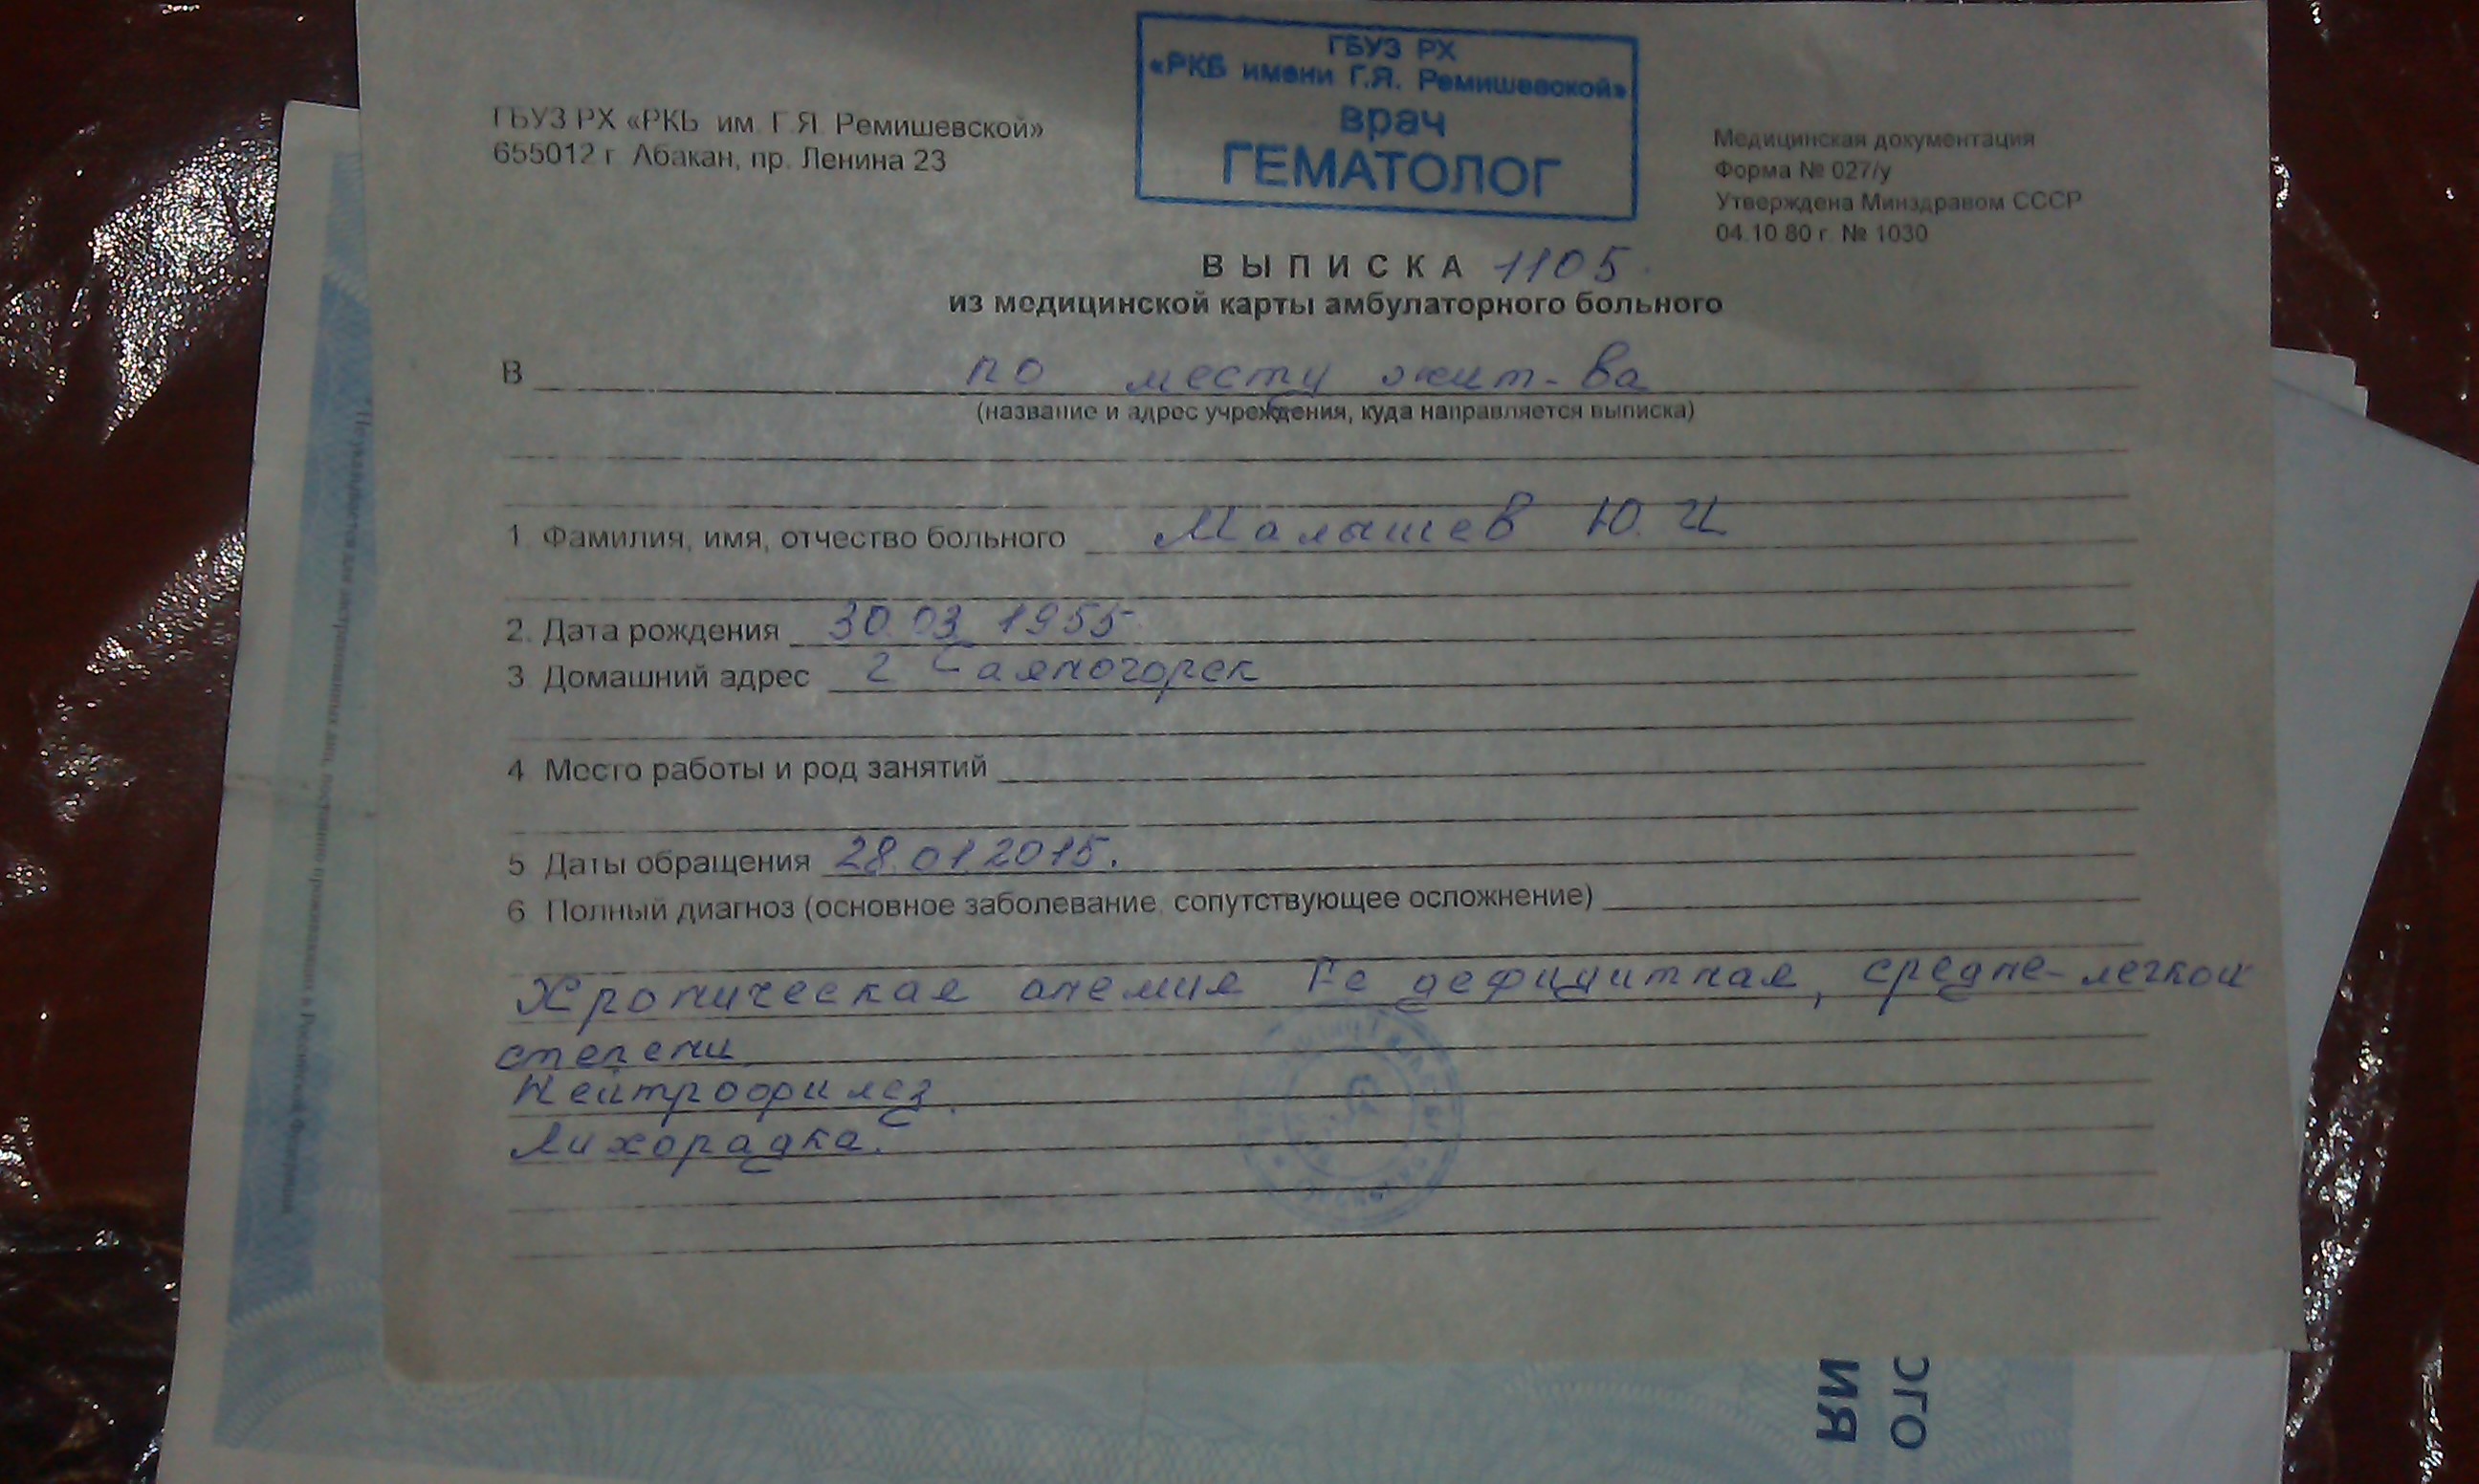 ГБУЗ РХ
«РКБ имени Г.Я. Ремишевской»
врач
ГЕМАТОЛОГ
ГБУЗ РХ «РКБ им. Г.Я. Ремишевской»
655012 г. Абакан, пр. Ленина 23
Медицинская документация
Форма № 027/у
Утверждена Минздравом СССР
04.10.80 г. № 1030
ВЫПИСКА 1105
из медицинской карты амбулаторного больного
В по месту жит-ва
(название и адрес учреждения, куда направляется выписка)
1. Фамилия, имя, отчество больного Малышев Ю. И
2. Дата рождения 30.03 1955
3. Домашний адрес г Саяногорск
4. Место работы и род занятий
5. Даты обращения 28.01.2015.
6. Полный диагноз (основное заболевание, сопутствующее осложнение)
Хроническая анемия Fe дефицитная, средне-легкой
степени
Нейтрофилез.
Лихорадка.
ИЯ
ОТС